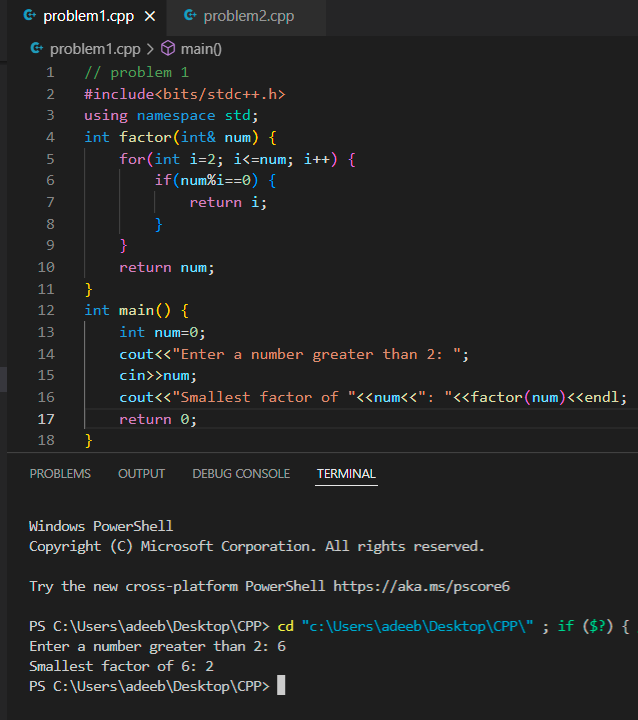 problem1.cpp × problem2.cpp
problem1.cpp > main()
1 // problem 1
2 #include<bits/stdc++.h>
3 using namespace std;
4 int factor(int& num) {
5     for(int i=2; i<=num; i++) {
6         if(num%i==0) {
7             return i;
8         }
9     }
10     return num;
11 }
12 int main() {
13     int num=0;
14     cout<<"Enter a number greater than 2: ";
15     cin>>num;
16     cout<<"Smallest factor of "<<num<<": "<<factor(num)<<endl;
17     return 0;
18 }
PROBLEMS OUTPUT DEBUG CONSOLE TERMINAL
Windows PowerShell
Copyright (C) Microsoft Corporation. All rights reserved.
Try the new cross-platform PowerShell https://aka.ms/pscore6
PS C:\Users\adeeb\Desktop\CPP> cd "c:\Users\adeeb\Desktop\CPP\" ; if ($?) {
Enter a number greater than 2: 6
Smallest factor of 6: 2
PS C:\Users\adeeb\Desktop\CPP>